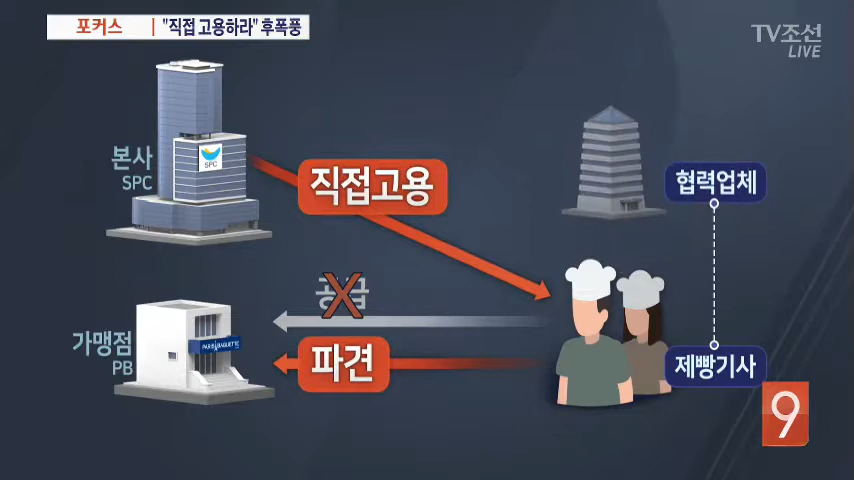 포커스 | "직접 고용하라" 후폭풍
TV조선
LIVE
본사
SPC
SPC
직접고용
협력업체
공급
X
가맹점
PB
PARIS BAGUETTE
파견
제빵기사
9